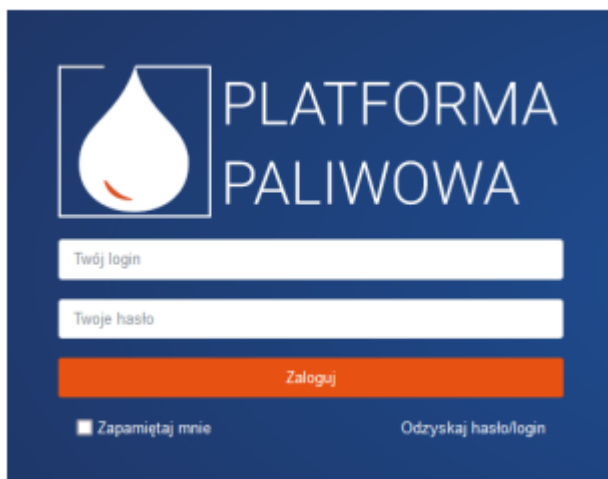 PLATFORMA
PALIWOWA
Twój login
Twoje hasło
Zaloguj
Zapamiętaj mnie
Odzyskaj hasło/login